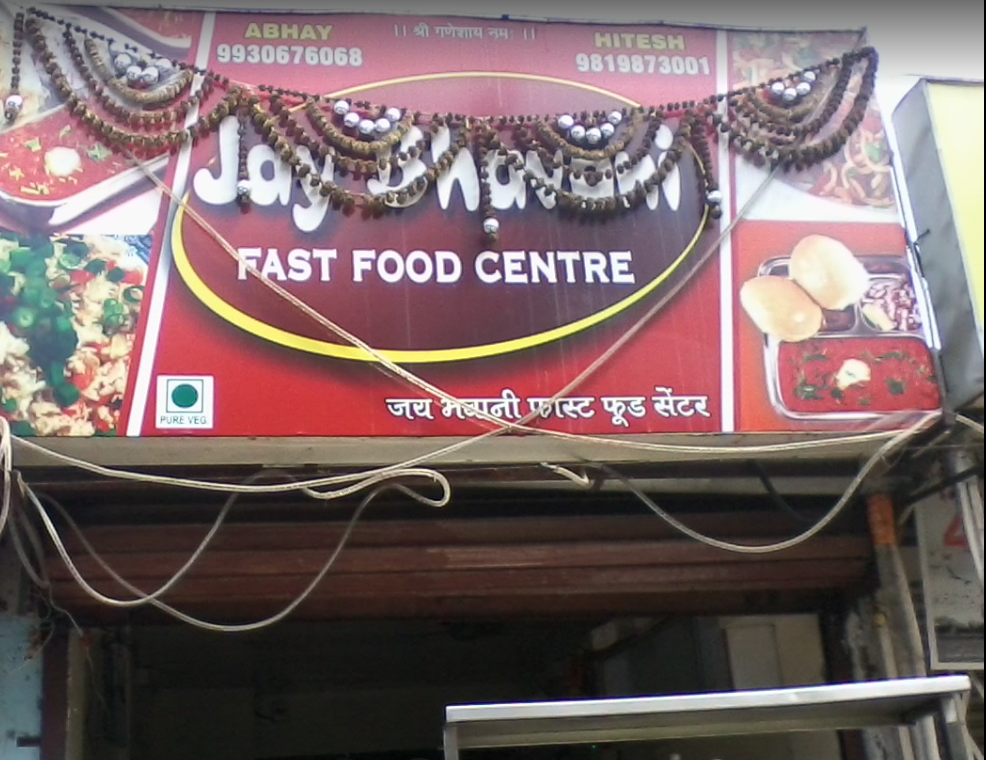 ABHAY
9930676068
|| श्री गणेशाय नमः ||
HITESH
9819873001
Jay Bhavani
FAST FOOD CENTRE
PURE VEG.
जय भवानी फास्ट फूड सेंटर